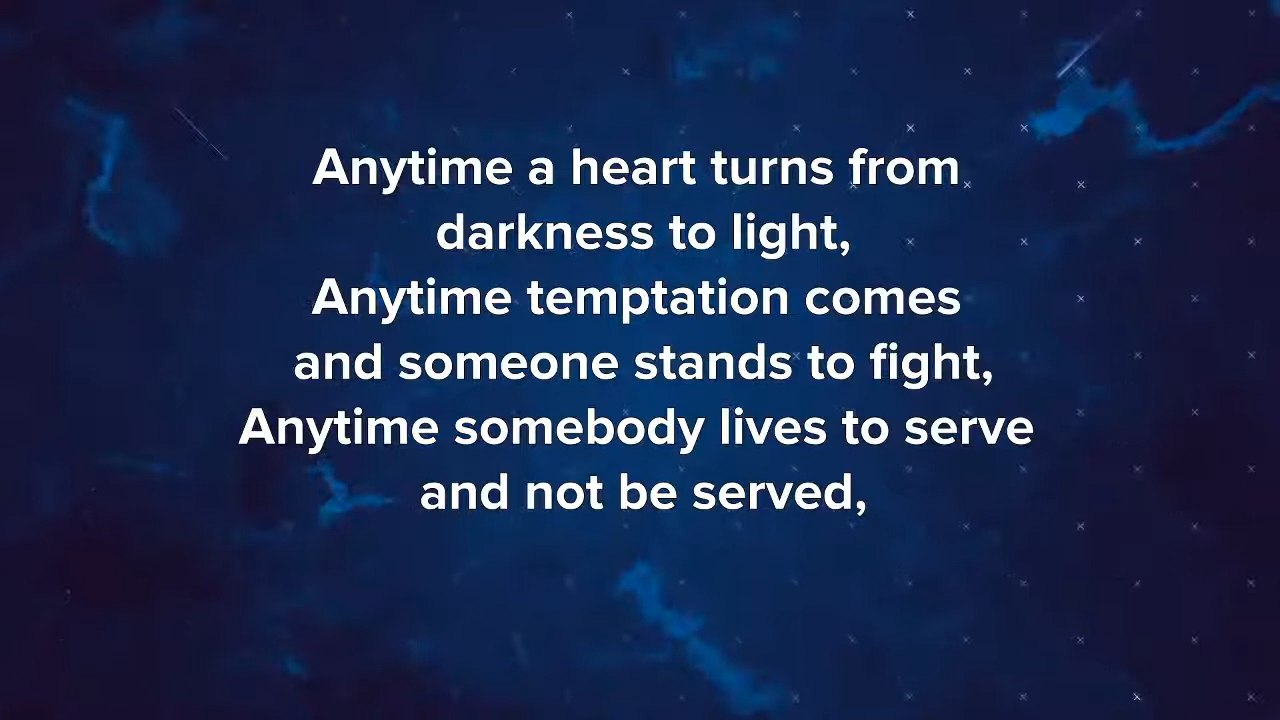 Anytime a heart turns from
darkness to light,
Anytime temptation comes
and someone stands to fight,
Anytime somebody lives to serve
and not be served,